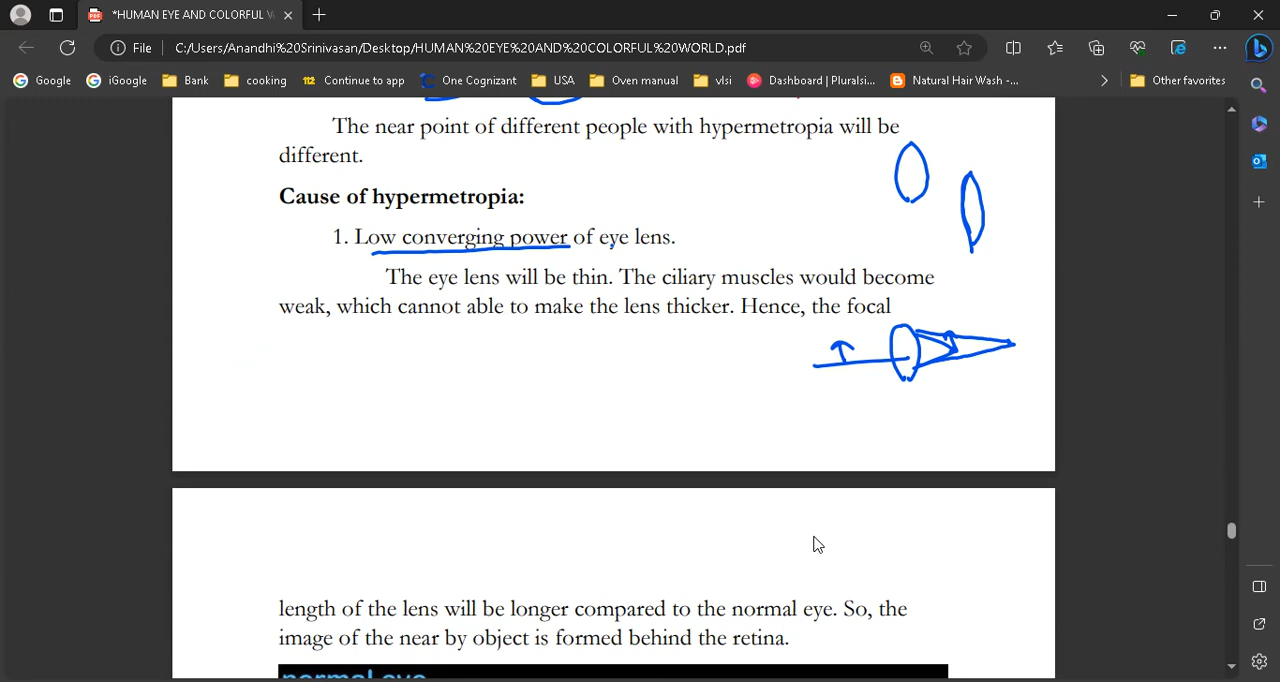 *HUMAN EYE AND COLORFUL W
File
C:/Users/Anandhi%20Srinivasan/Desktop/HUMAN%20EYE%20AND%20COLORFUL%20WORLD.pdf
Google
iGoogle
Bank
cooking
Continue to app
One Cognizant
USA
Oven manual
vlsi
Dashboard | Pluralsi...
Natural Hair Wash -...
Other favorites
The near point of different people with hypermetropia will be
different.
Cause of hypermetropia:
1. Low converging power of eye lens.
The eye lens will be thin. The ciliary muscles would become
weak, which cannot able to make the lens thicker. Hence, the focal
length of the lens will be longer compared to the normal eye. So, the
image of the near by object is formed behind the retina.
normal eye